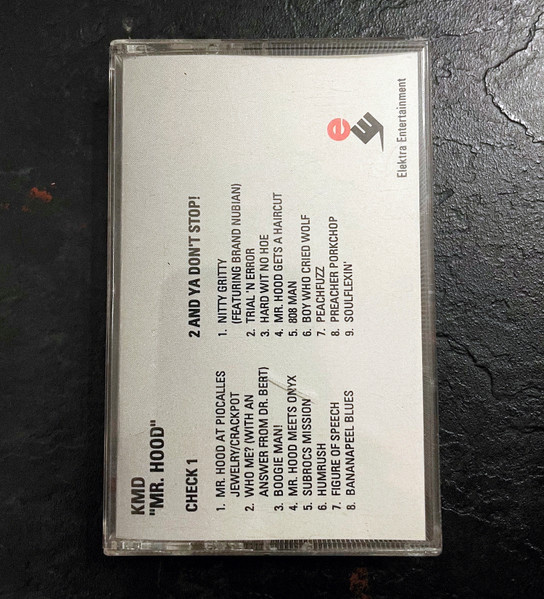 KMD
"MR. HOOD"
CHECK 1
1. MR. HOOD AT PIOCALLES
JEWELRY/CRACKPOT
2. WHO ME? (WITH AN
ANSWER FROM DR. BERT)
3. BOOGIE MAN!
4. MR. HOOD MEETS ONYX
5. SUBROCS MISSION
6. HUMRUSH
7. FIGURE OF SPEECH
8. BANANAPEEL BLUES
2 AND YA DON'T STOP!
1. NITTY GRITTY
(FEATURING BRAND NUBIAN)
2. TRIAL 'N ERROR
3. HARD WIT NO HOE
4. MR. HOOD GETS A HAIRCUT
5. 808 MAN
6. BOY WHO CRIED WOLF
7. PEACHFUZZ
8. PREACHER PORKCHOP
9. SOULFLEXIN'
e
Elektra Entertainment